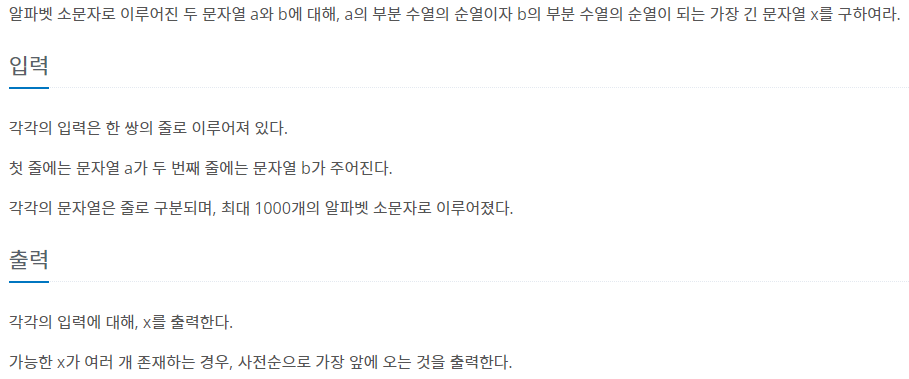 알파벳 소문자로 이루어진 두 문자열 a와 b에 대해, a의 부분 수열의 순열이자 b의 부분 수열의 순열이 되는 가장 긴 문자열 x를 구하여라.
입력
각각의 입력은 한 쌍의 줄로 이루어져 있다.
첫 줄에는 문자열 a가 두 번째 줄에는 문자열 b가 주어진다.
각각의 문자열은 줄로 구분되며, 최대 1000개의 알파벳 소문자로 이루어졌다.
출력
각각의 입력에 대해, x를 출력한다.
가능한 x가 여러 개 존재하는 경우, 사전순으로 가장 앞에 오는 것을 출력한다.